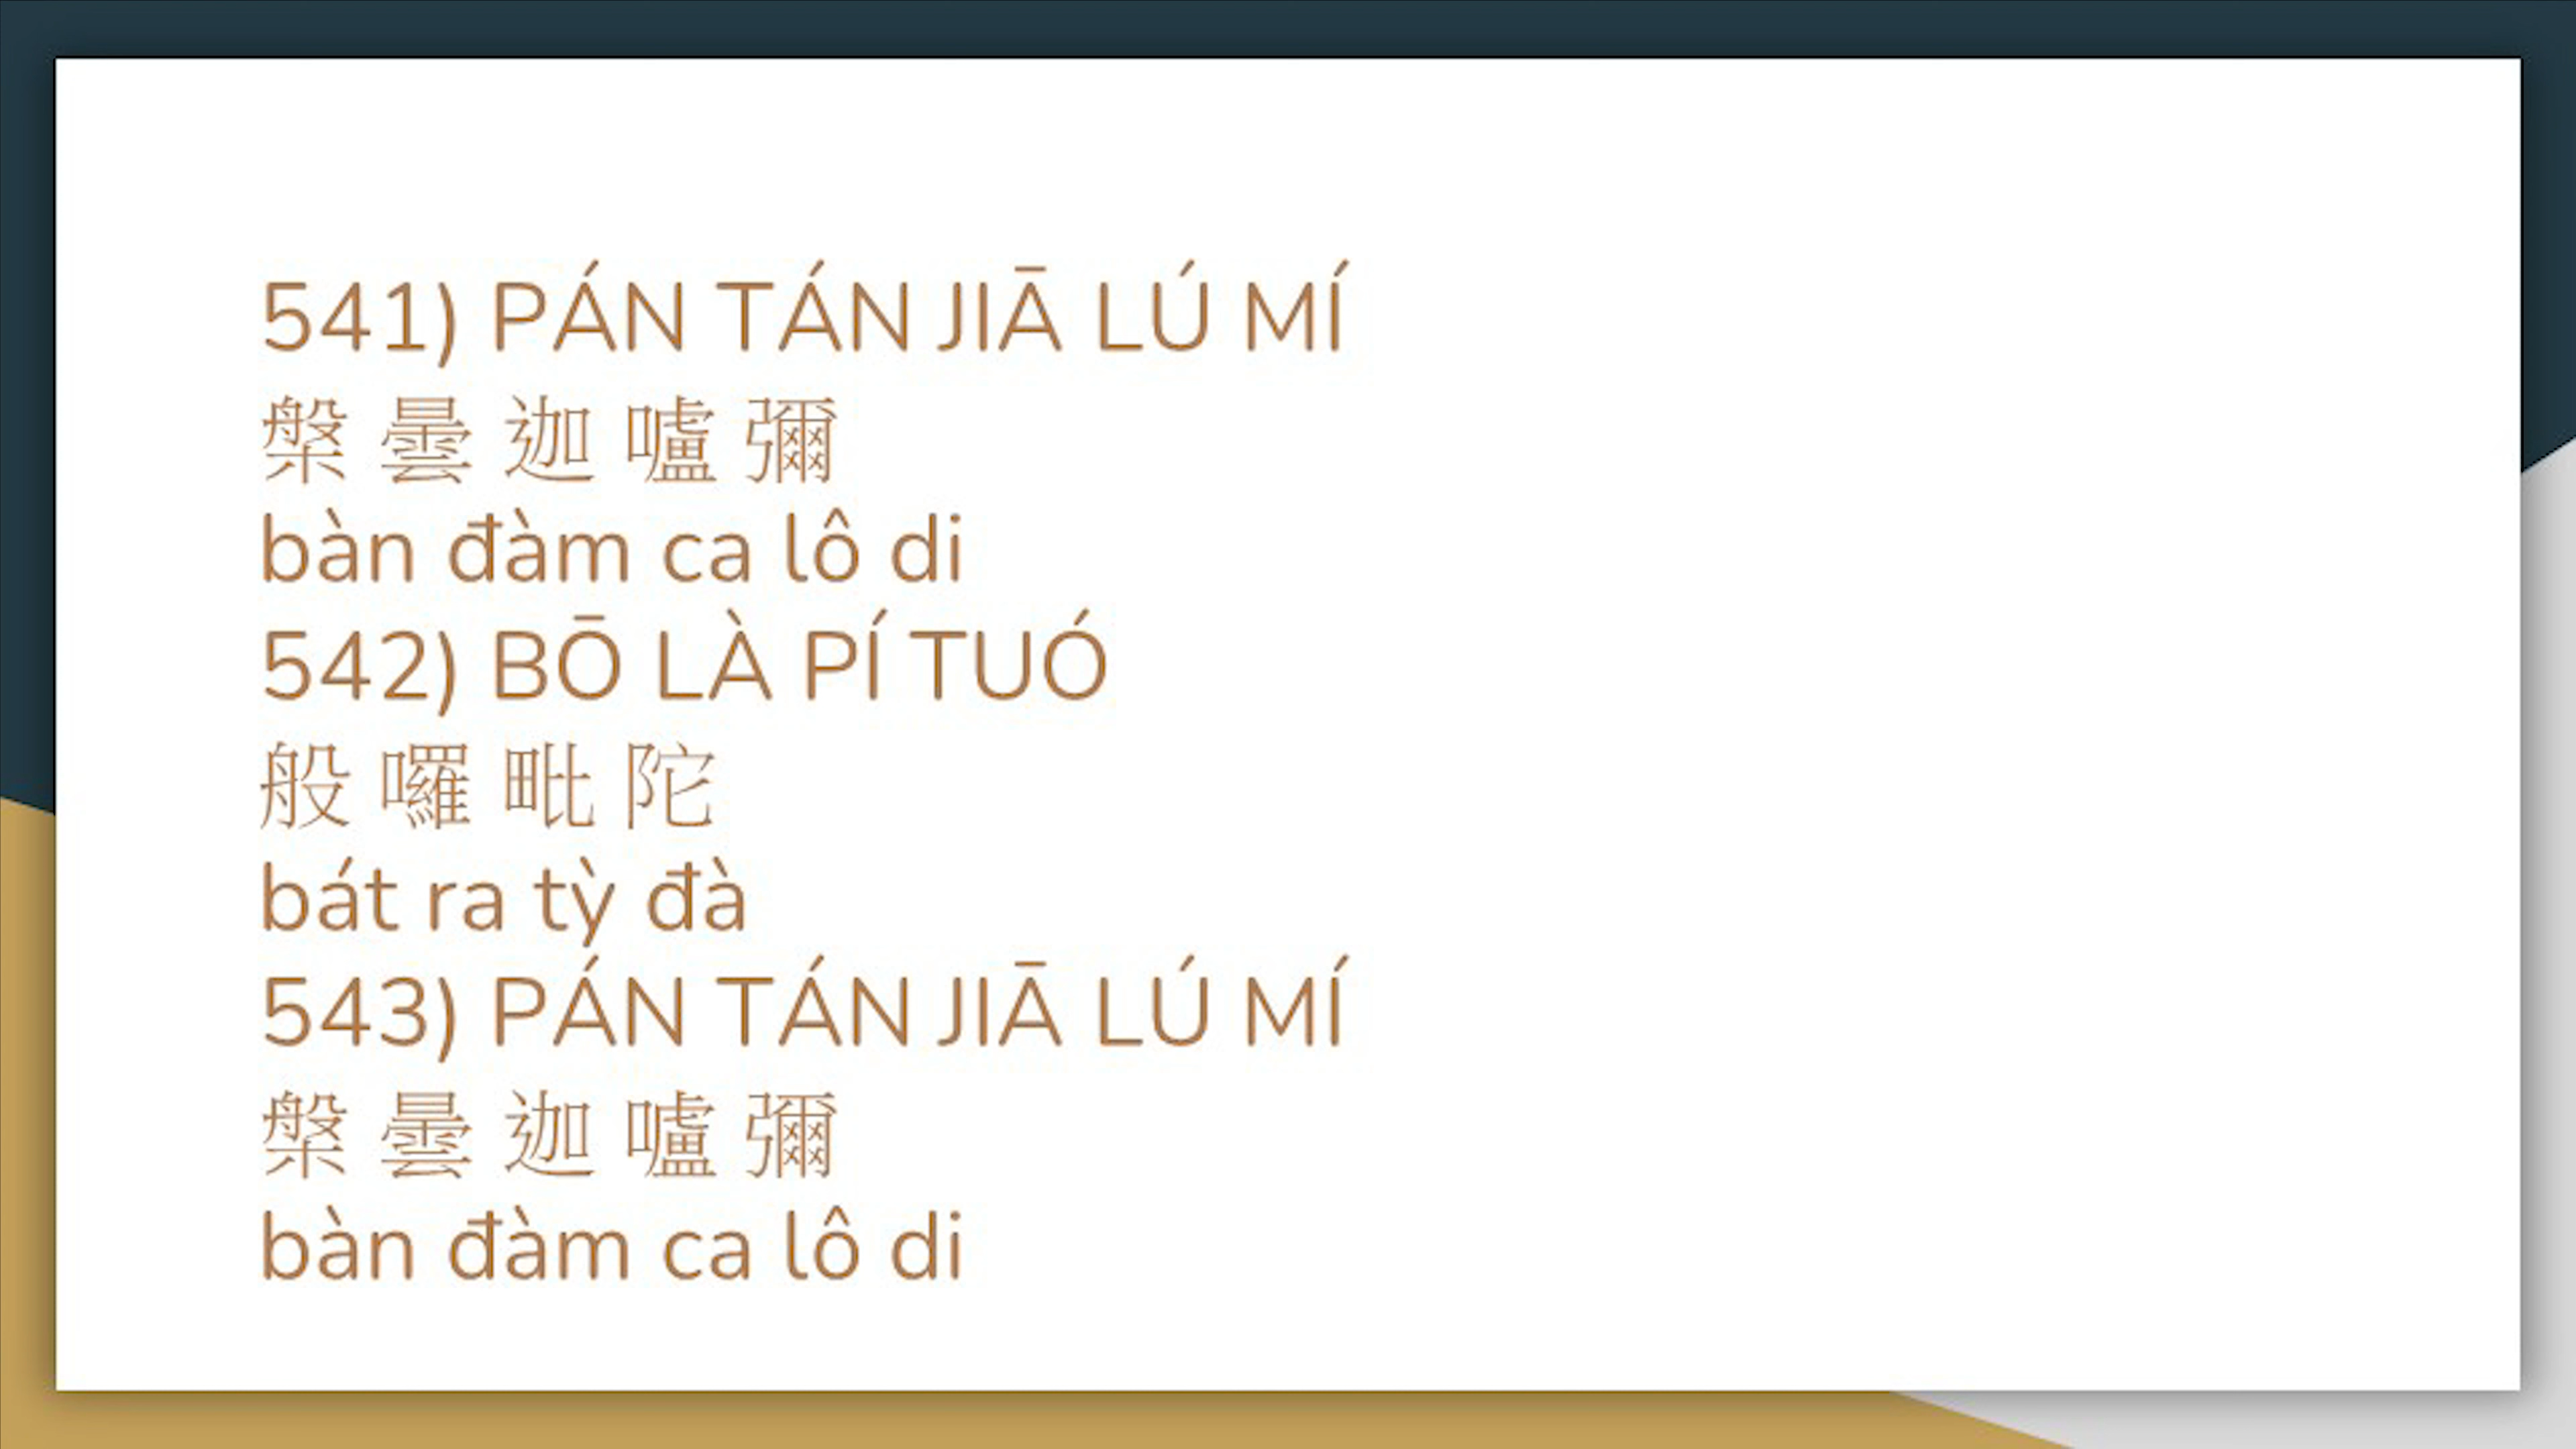 541) PÁN TÁN JIĀ LÚ MÍ
槃 曇 迦 嚧 彌
bàn đàm ca lô di
542) BŌ LÀ PÍ TUÓ
般 囉 毗 陀
bát ra tỳ đà
543) PÁN TÁN JIĀ LÚ MÍ
槃 曇 迦 嚧 彌
bàn đàm ca lô di